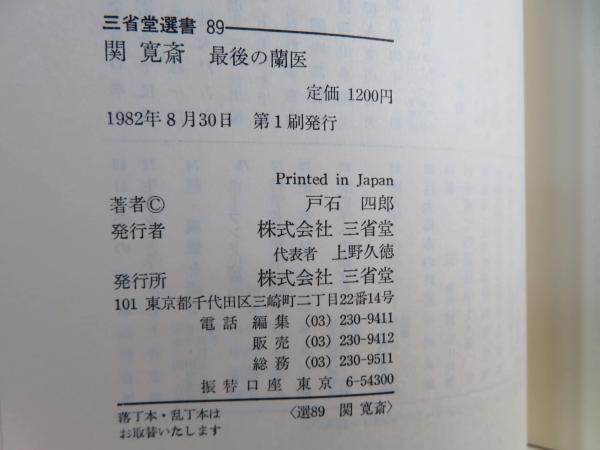 三省堂選書 89
関 寛斎 最後の蘭医
定価 1200円
1982年8月30日 第1刷発行
Printed in Japan
著者© 戸石 四郎
発行者 株式会社 三省堂
代表者 上野久徳
発行所 株式会社 三省堂
101 東京都千代田区三崎町二丁目22番14号
電話 編集 (03) 230-9411
販売 (03) 230-9412
総務 (03) 230-9511
振替口座 東京 6-54300
落丁本・乱丁本は 〈選89 関 寛斎〉
お取替いたします